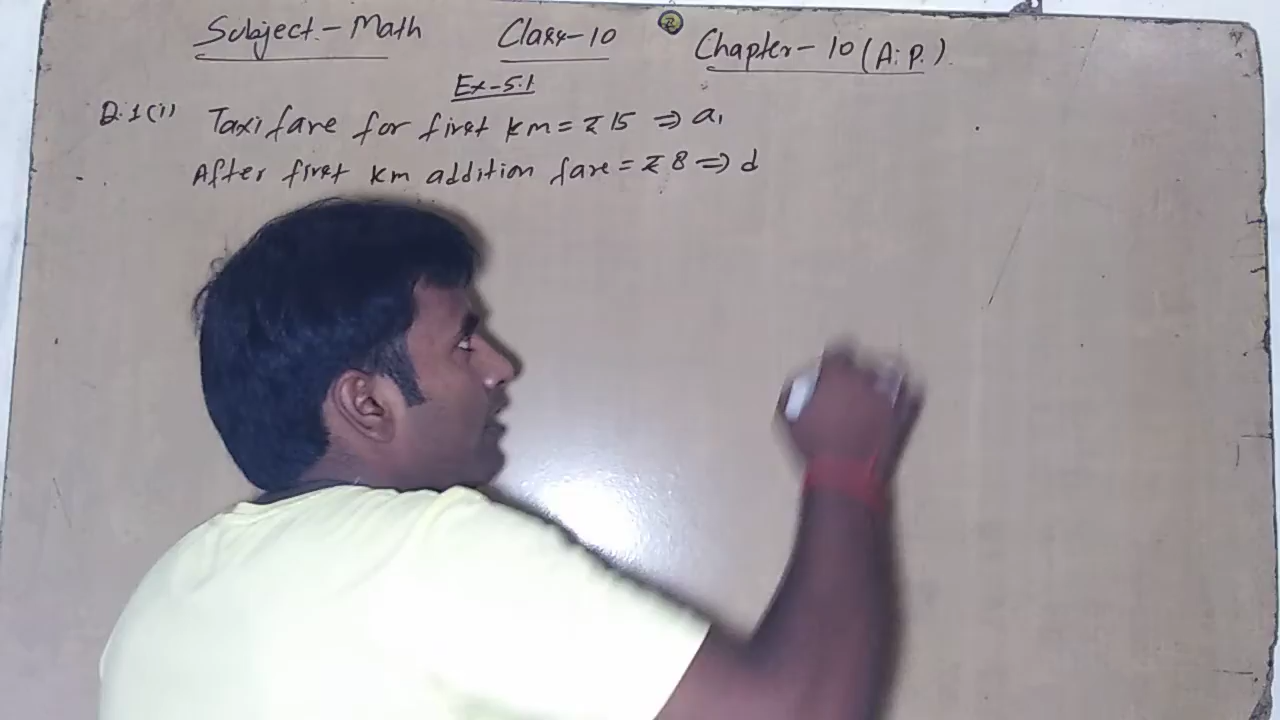 Subject - Math Class-10 Chapter - 10 (A.P.)
Ex-5.1
Q.1(i) Taxi fare for first km = ₹ 15 ⇒ a₁
After first km addition fare = ₹ 8 ⇒ d